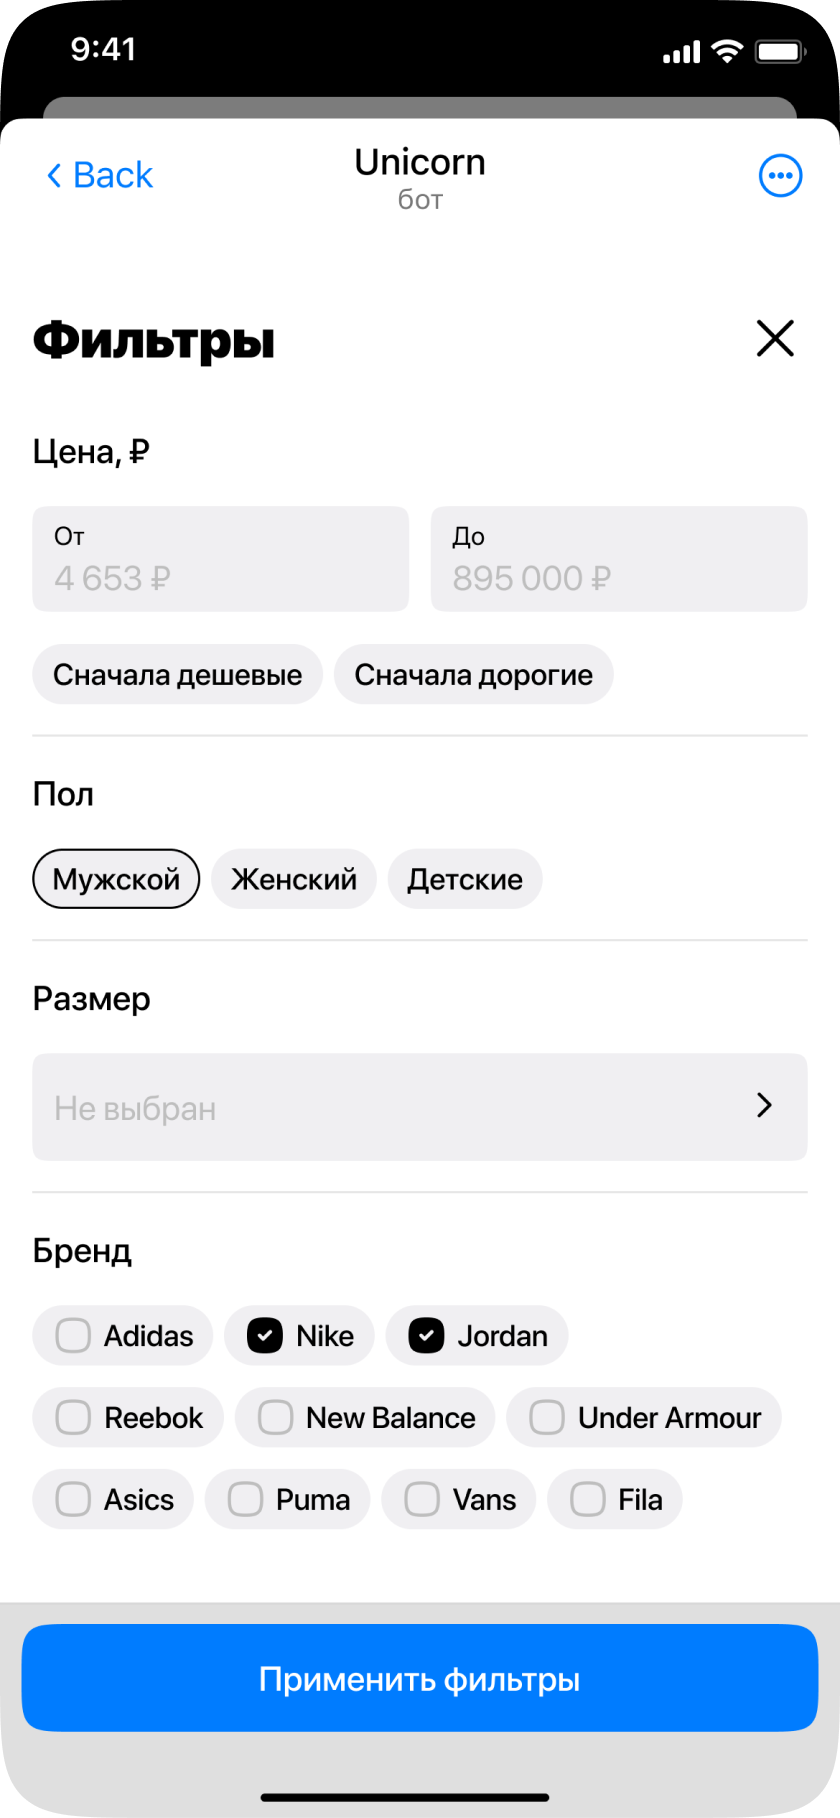 9:41
Back
Unicorn
бот
Фильтры
Цена, ₽
От
До
4 653 ₽
895 000 ₽
Сначала дешевые
Сначала дорогие
Пол
Мужской
Женский
Детские
Размер
Не выбран
Бренд
Adidas
Nike
Jordan
Reebok
New Balance
Under Armour
Asics
Puma
Vans
Fila
Применить фильтры